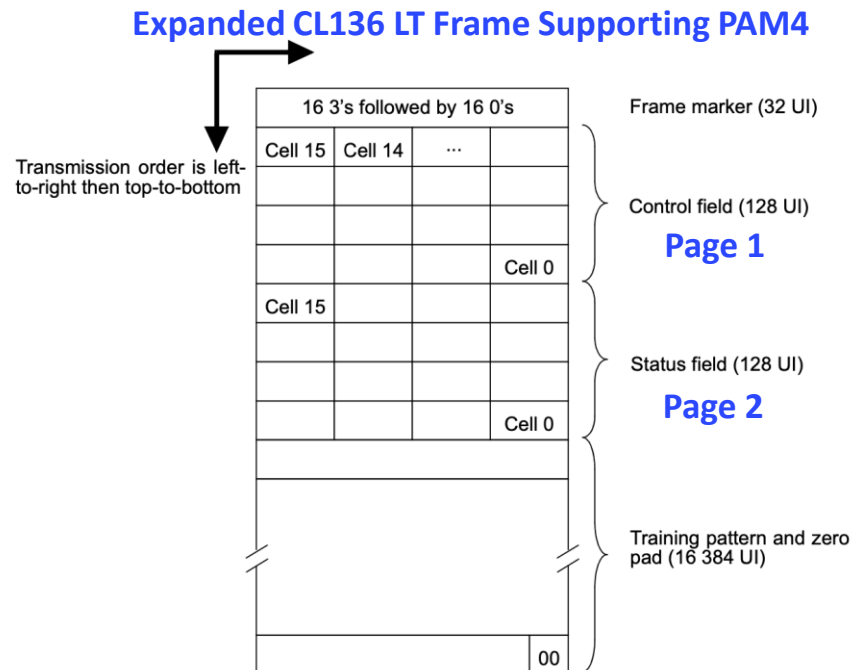 Expanded CL136 LT Frame Supporting PAM4
16 3's followed by 16 0's
Frame marker (32 UI)
Transmission order is left-
to-right then top-to-bottom
Cell 15 Cell 14 ...
Control field (128 UI)
Page 1
Cell 0
Cell 15
Status field (128 UI)
Page 2
Cell 0
Training pattern and zero
pad (16 384 UI)
00